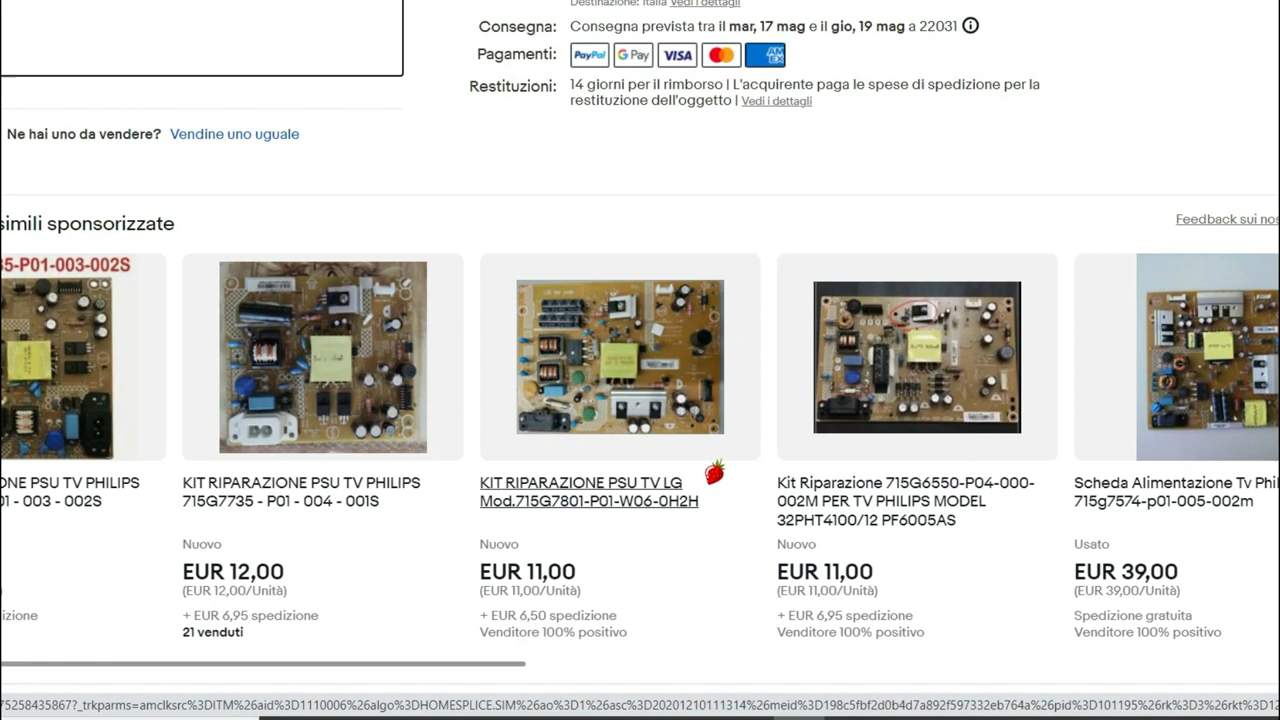 Destinazione: Italia Vedi i dettagli
Consegna: Consegna prevista tra il mar, 17 mag e il gio, 19 mag a 22031
Pagamenti: PayPal G Pay VISA AM EX
Restituzioni: 14 giorni per il rimborso | L'acquirente paga le spese di spedizione per la
restituzione dell'oggetto | Vedi i dettagli
Ne hai uno da vendere? Vendine uno uguale
simili sponsorizzate
Feedback sui nos
35-P01-003-002S
ONE PSU TV PHILIPS
01 - 003 - 002S
izione
KIT RIPARAZIONE PSU TV PHILIPS
715G7735 - P01 - 004 - 001S
Nuovo
EUR 12,00
(EUR 12,00/Unità)
+ EUR 6,95 spedizione
21 venduti
KIT RIPARAZIONE PSU TV LG
Mod.715G7801-P01-W06-0H2H
Nuovo
EUR 11,00
(EUR 11,00/Unità)
+ EUR 6,50 spedizione
Venditore 100% positivo
Kit Riparazione 715G6550-P04-000-
002M PER TV PHILIPS MODEL
32PHT4100/12 PF6005AS
Nuovo
EUR 11,00
(EUR 11,00/Unità)
+ EUR 6,95 spedizione
Venditore 100% positivo
Scheda Alimentazione Tv Phil
715g7574-p01-005-002m
Usato
EUR 39,00
(EUR 39,00/Unità)
Spedizione gratuita
Venditore 100% positivo
75258435867?_trkparms=amclksrc%3DITM%26aid%3D1110006%26algo%3DHOMESPLICE.SIM%26ao%3D1%26asc%3D20201210111314%26meid%3D198c5fbf2d0b4d7a892f597332eb764a%26pid%3D101195%26rk%3D3%26rkt%3D12